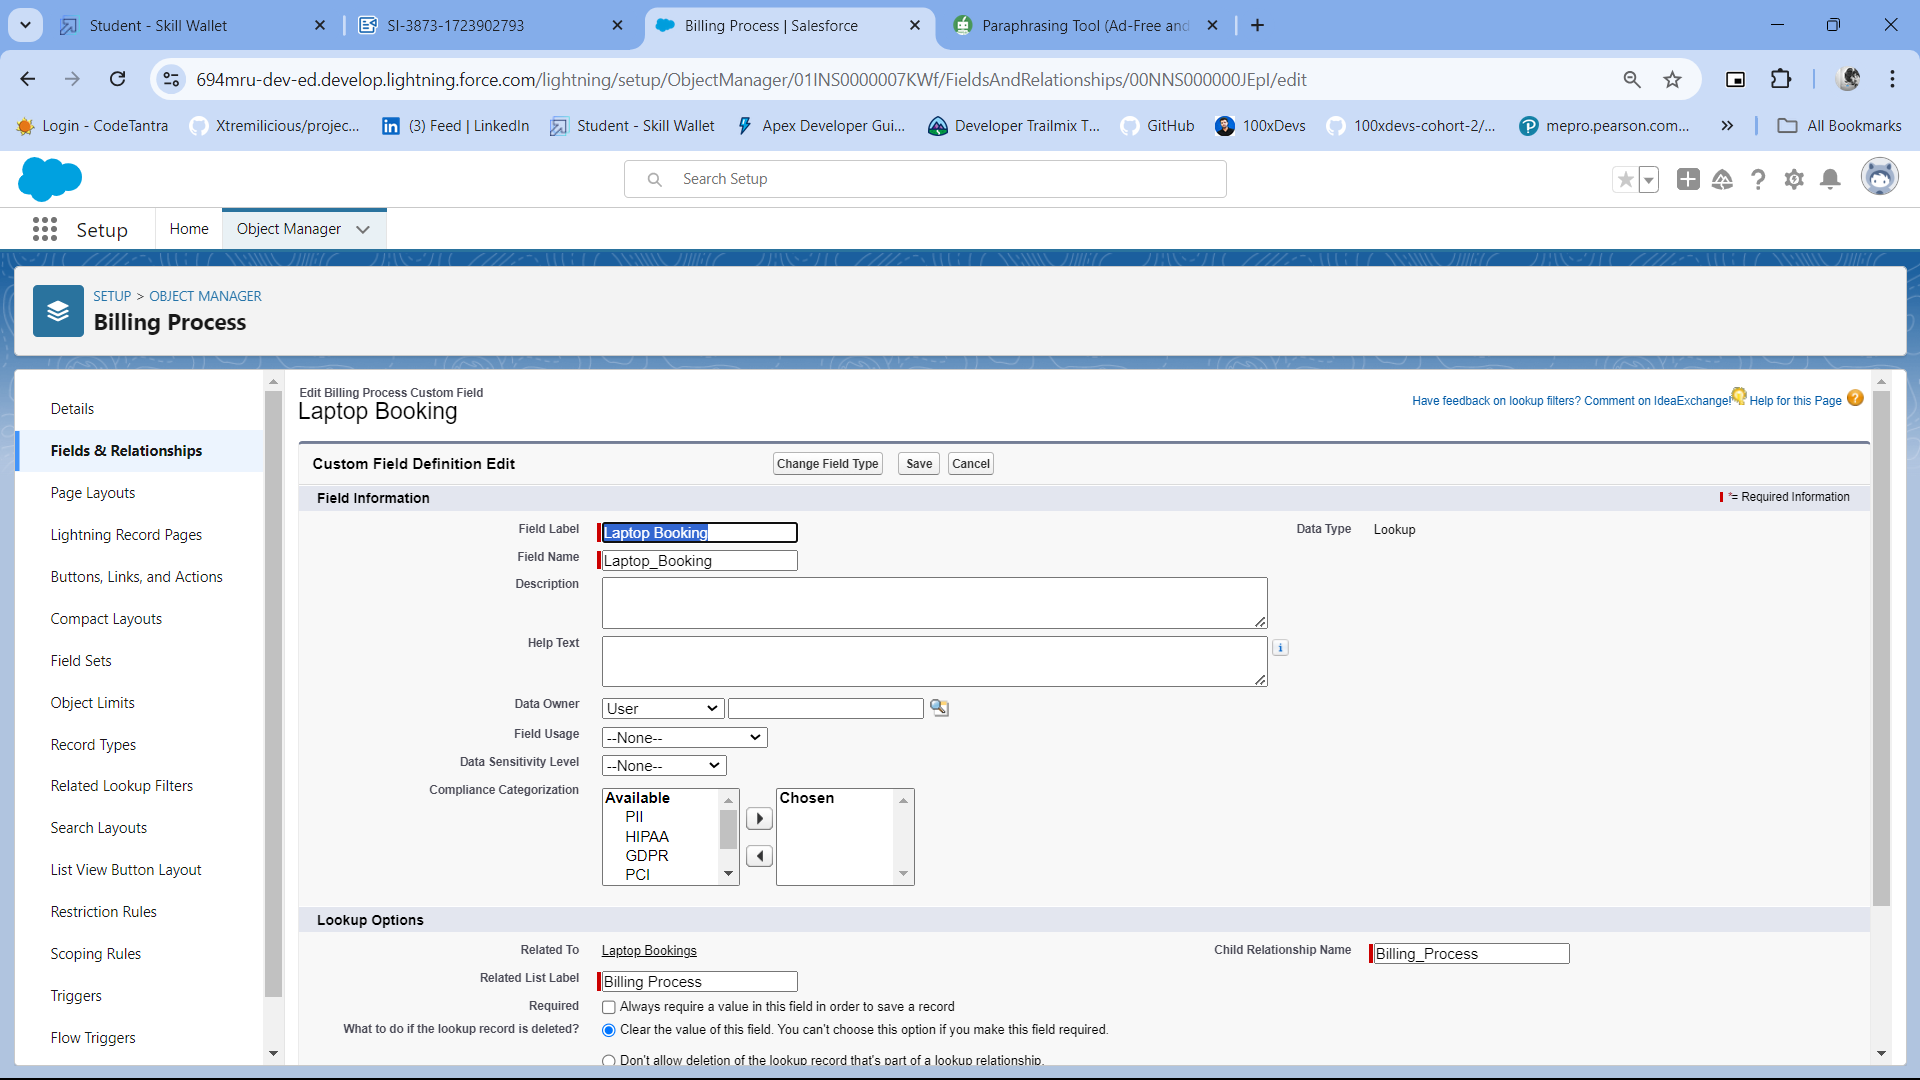 Student - Skill Wallet
SI-3873-1723902793
Billing Process | Salesforce
Paraphrasing Tool (Ad-Free and
694mru-dev-ed.develop.lightning.force.com/lightning/setup/ObjectManager/01INS0000007KWf/FieldsAndRelationships/00NNS000000JEpI/edit
Login - CodeTantra
Xtremilicious/projec...
(3) Feed | LinkedIn
Student - Skill Wallet
Apex Developer Gui...
Developer Trailmix T...
GitHub
100xDevs
100xdevs-cohort-2/...
mepro.pearson.com...
All Bookmarks
Search Setup
Setup
Home
Object Manager
SETUP > OBJECT MANAGER
Billing Process
Details
Fields & Relationships
Page Layouts
Lightning Record Pages
Buttons, Links, and Actions
Compact Layouts
Field Sets
Object Limits
Record Types
Related Lookup Filters
Search Layouts
List View Button Layout
Restriction Rules
Scoping Rules
Triggers
Flow Triggers
Edit Billing Process Custom Field
Laptop Booking
Have feedback on lookup filters? Comment on IdeaExchange!
Help for this Page
Custom Field Definition Edit
Change Field Type
Save
Cancel
Field Information
*= Required Information
Field Label
Laptop Booking
Data Type
Lookup
Field Name
Laptop_Booking
Description
Help Text
i
Data Owner
User
Field Usage
--None--
Data Sensitivity Level
--None--
Compliance Categorization
Available
PII
HIPAA
GDPR
PCI
Chosen
Lookup Options
Related To
Laptop Bookings
Child Relationship Name
Billing_Process
Related List Label
Billing Process
Required
Always require a value in this field in order to save a record
What to do if the lookup record is deleted?
Clear the value of this field. You can't choose this option if you make this field required.
Don't allow deletion of the lookup record that's part of a lookup relationship.